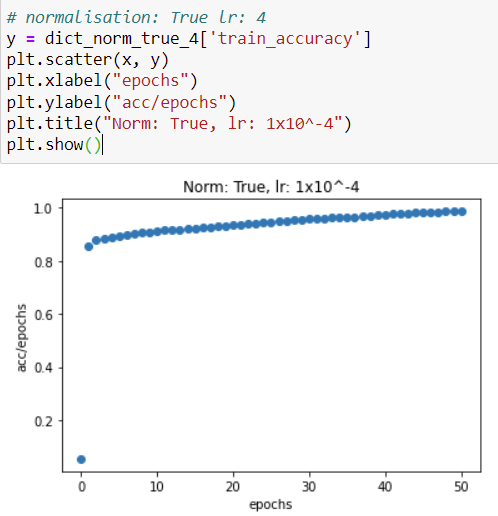 # normalisation: True lr: 4
y = dict_norm_true_4['train_accuracy']
plt.scatter(x, y)
plt.xlabel("epochs")
plt.ylabel("acc/epochs")
plt.title("Norm: True, lr: 1x10^-4")
plt.show()
Norm: True, lr: 1x10^-4
1.0
0.8
0.6
0.4
0.2
acc/epochs
0 10 20 30 40 50
epochs